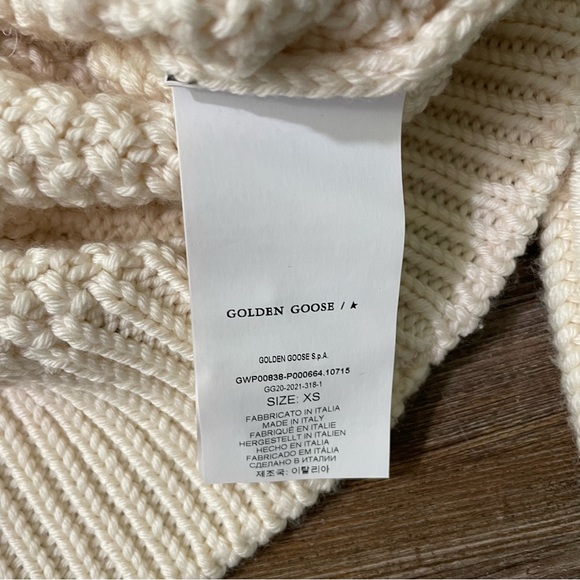 GOLDEN GOOSE / ★
GOLDEN GOOSE S.p.A.
GWP00838-P000664.10715
GG20-2021-318-1
SIZE: XS
FABBRICATO IN ITALIA
MADE IN ITALY
FABRIQUÉ EN ITALIE
HERGESTELLT IN ITALIEN
HECHO EN ITALIA
FABRICADO EM ITÁLIA
СДЕЛАНО В ИТАЛИИ
제조국: 이탈리아